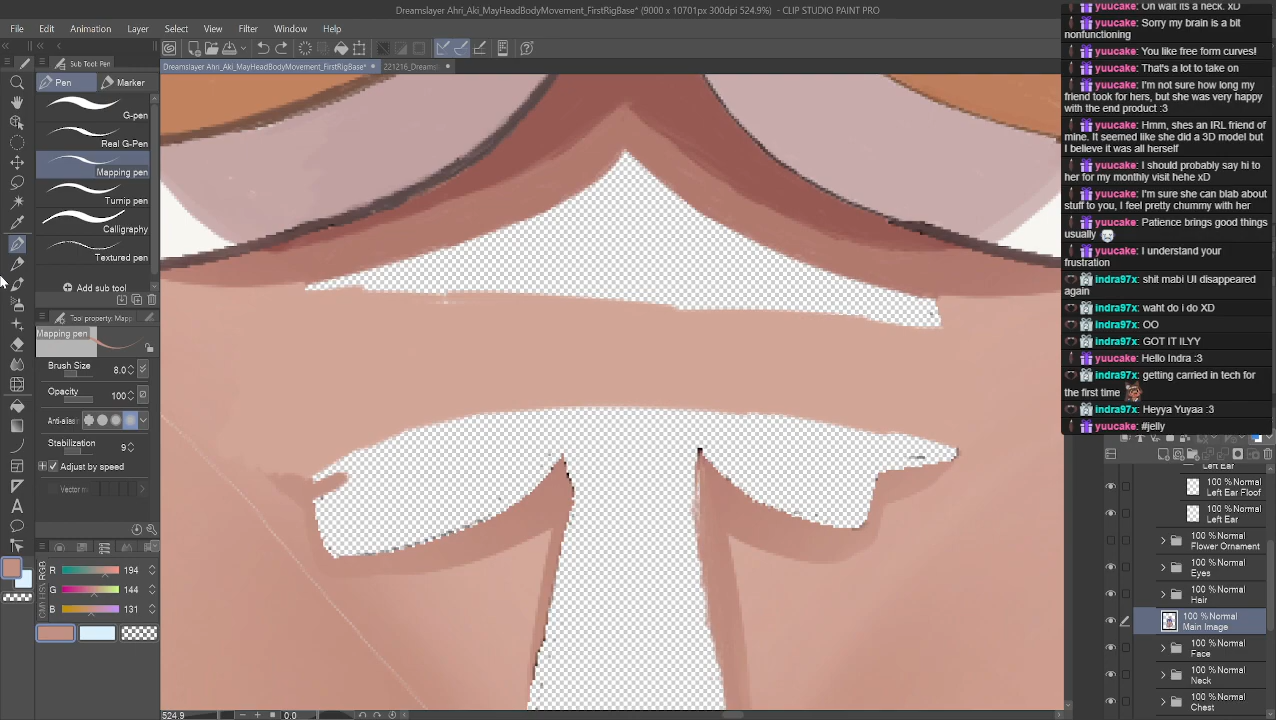 Dreamslayer Ahri_Aki_MayHeadBodyMovement_FirstRigBase* (9000 x 10701px 300dpi 524.9%) - CLIP STUDIO PAINT PRO
File Edit Animation Layer Select View Filter Window Help
Sub Tool Pen
Dreamslayer Ahri_Aki_MayHeadBodyMovement_FirstRigBase*
221216_Dreams
Pen
Marker
G-pen
Real G-Pen
Mapping pen
Turnip pen
Calligraphy
Textured pen
Add sub tool
Tool property: Mapp
Mapping pen
Brush Size 8.0
Opacity 100
Anti-alias
Stabilization 9
Adjust by speed
Vector m
R 194
G 144
B 131
524.9
0.0
yuucake: Oh wait its a neck. xD
yuucake: Sorry my brain is a bit
nonfunctioning
yuucake: You like free form curves!
yuucake: That's a lot to take on
yuucake: I'm not sure how long my
friend took for hers, but she was very happy
with the end product :3
yuucake: Hmm, shes an IRL friend of
mine. It seemed like she did a 3D model but
I believe it was all herself
yuucake: I should probably say hi to
her for my monthly visit hehe xD
yuucake: I'm sure she can blab about
stuff to you, I feel pretty chummy with her
yuucake: Patience brings good things
usually
yuucake: I understand your
frustration
indra97x: shit mabi UI disappeared
again
indra97x: waht do i do XD
indra97x: OO
indra97x: GOT IT ILYY
yuucake: Hello Indra :3
indra97x: getting carried in tech for
the first time
indra97x: Heyya Yuyaa :3
yuucake: #jelly
Left Ear
100 %Normal
Left Ear Floof
100 %Normal
Left Ear
100 %Normal
Flower Ornament
100 %Normal
Eyes
100 %Normal
Hair
100 %Normal
Main Image
100 %Normal
Face
100 %Normal
Neck
100 %Normal
Chest